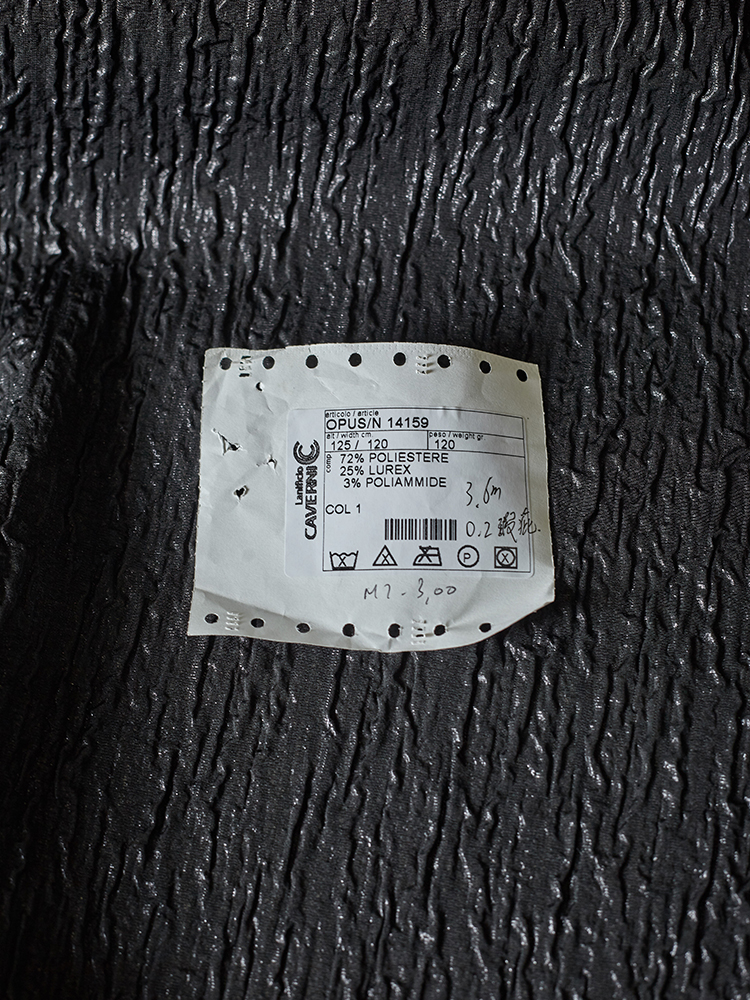 Lanificio
CAVERNI
articolo / article
OPUS/N 14159
alt / width cm.
peso / weight gr.
125 / 120
120
comp
72% POLIESTERE
25% LUREX
3% POLIAMMIDE
COL 1
3.6m
0.2瑕疵.
P
MT-3,00